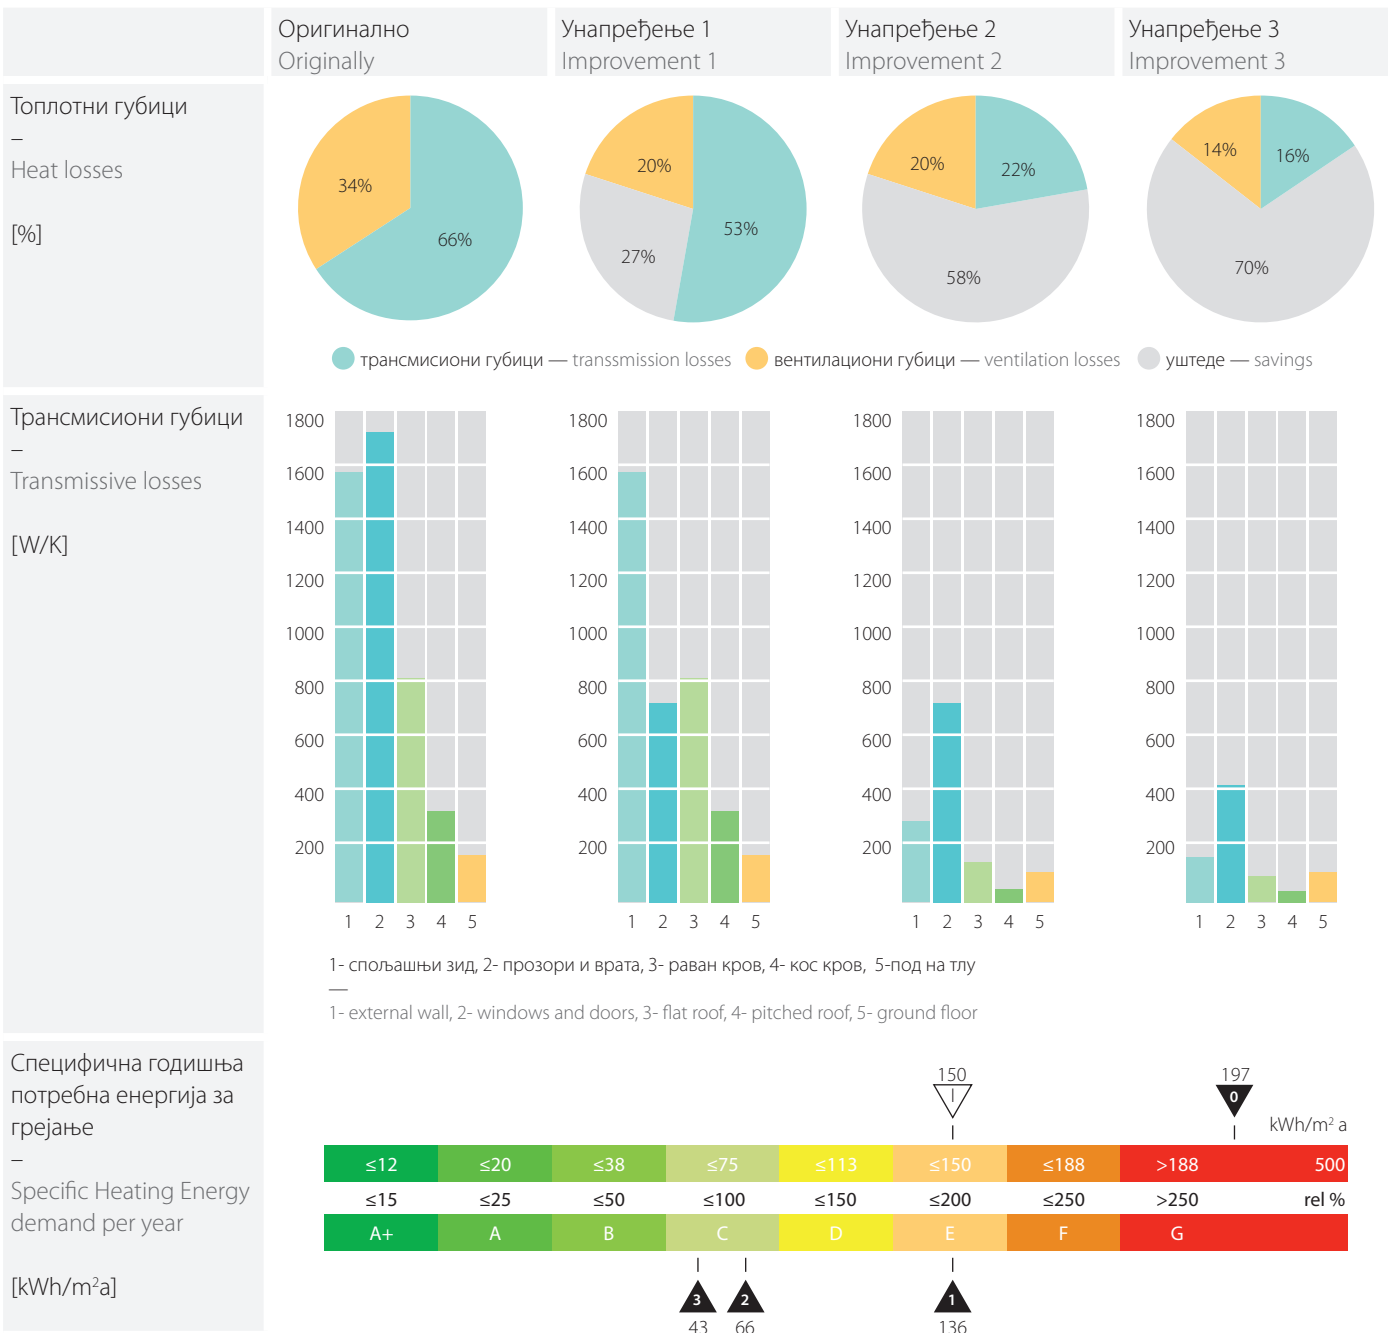 Оригинално
Originally
Унапређење 1
Improvement 1
Унапређење 2
Improvement 2
Унапређење 3
Improvement 3
Топлотни губици
–
Heat losses
[%]
34%
66%
20%
53%
27%
20%
22%
58%
14%
16%
70%
трансмисиони губици — transsmission losses
вентилациони губици — ventilation losses
уштеде — savings
Трансмисиони губици
–
Transmissive losses
[W/K]
1800
1600
1400
1200
1000
800
600
400
200
1 2 3 4 5
1800
1600
1400
1200
1000
800
600
400
200
1 2 3 4 5
1800
1600
1400
1200
1000
800
600
400
200
1 2 3 4 5
1800
1600
1400
1200
1000
800
600
400
200
1 2 3 4 5
1- спољашњи зид, 2- прозори и врата, 3- раван кров, 4- кос кров, 5-под на тлу
—
1- external wall, 2- windows and doors, 3- flat roof, 4- pitched roof, 5- ground floor
Специфична годишња
потребна енергија за
грејање
–
Specific Heating Energy
demand per year
[kWh/m²a]
150
I
197
0
kWh/m² a
≤12 ≤20 ≤38 ≤75 ≤113 ≤150 ≤188 >188 500
≤15 ≤25 ≤50 ≤100 ≤150 ≤200 ≤250 >250 rel %
A+ A B C D E F G
3 2 1
43 66 136